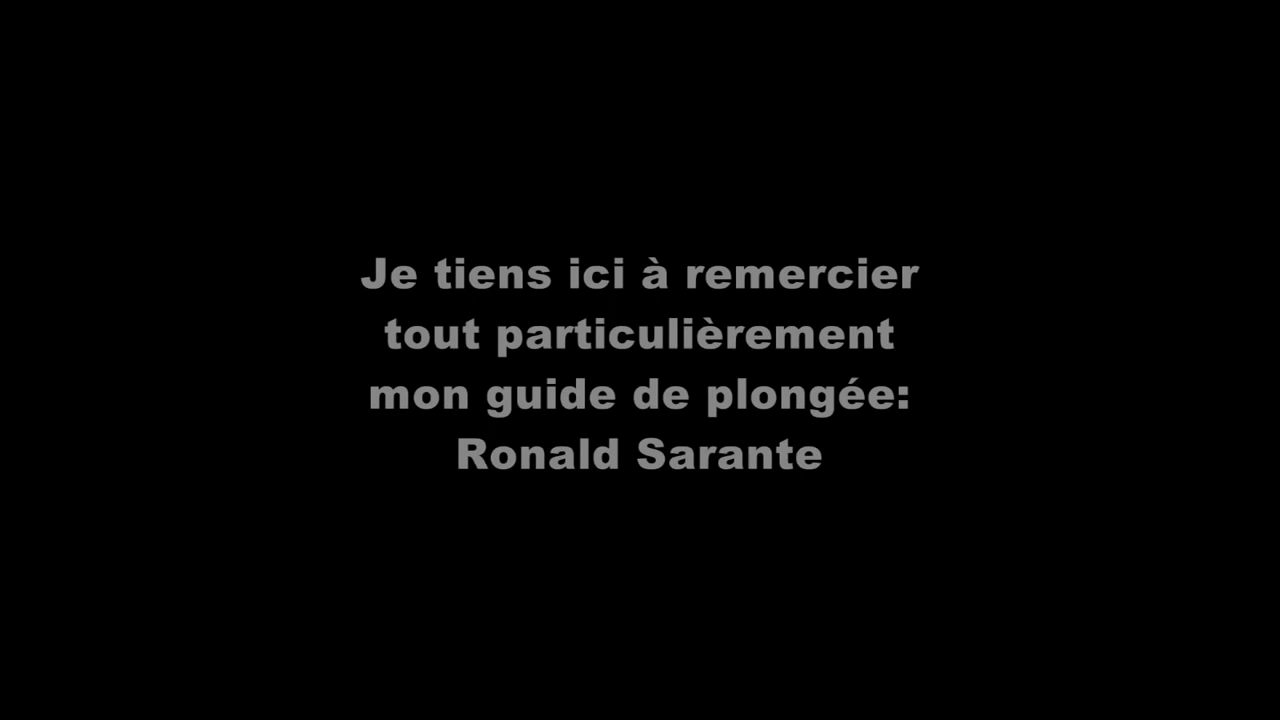 Je tiens ici à remercier
tout particulièrement
mon guide de plongée:
Ronald Sarante